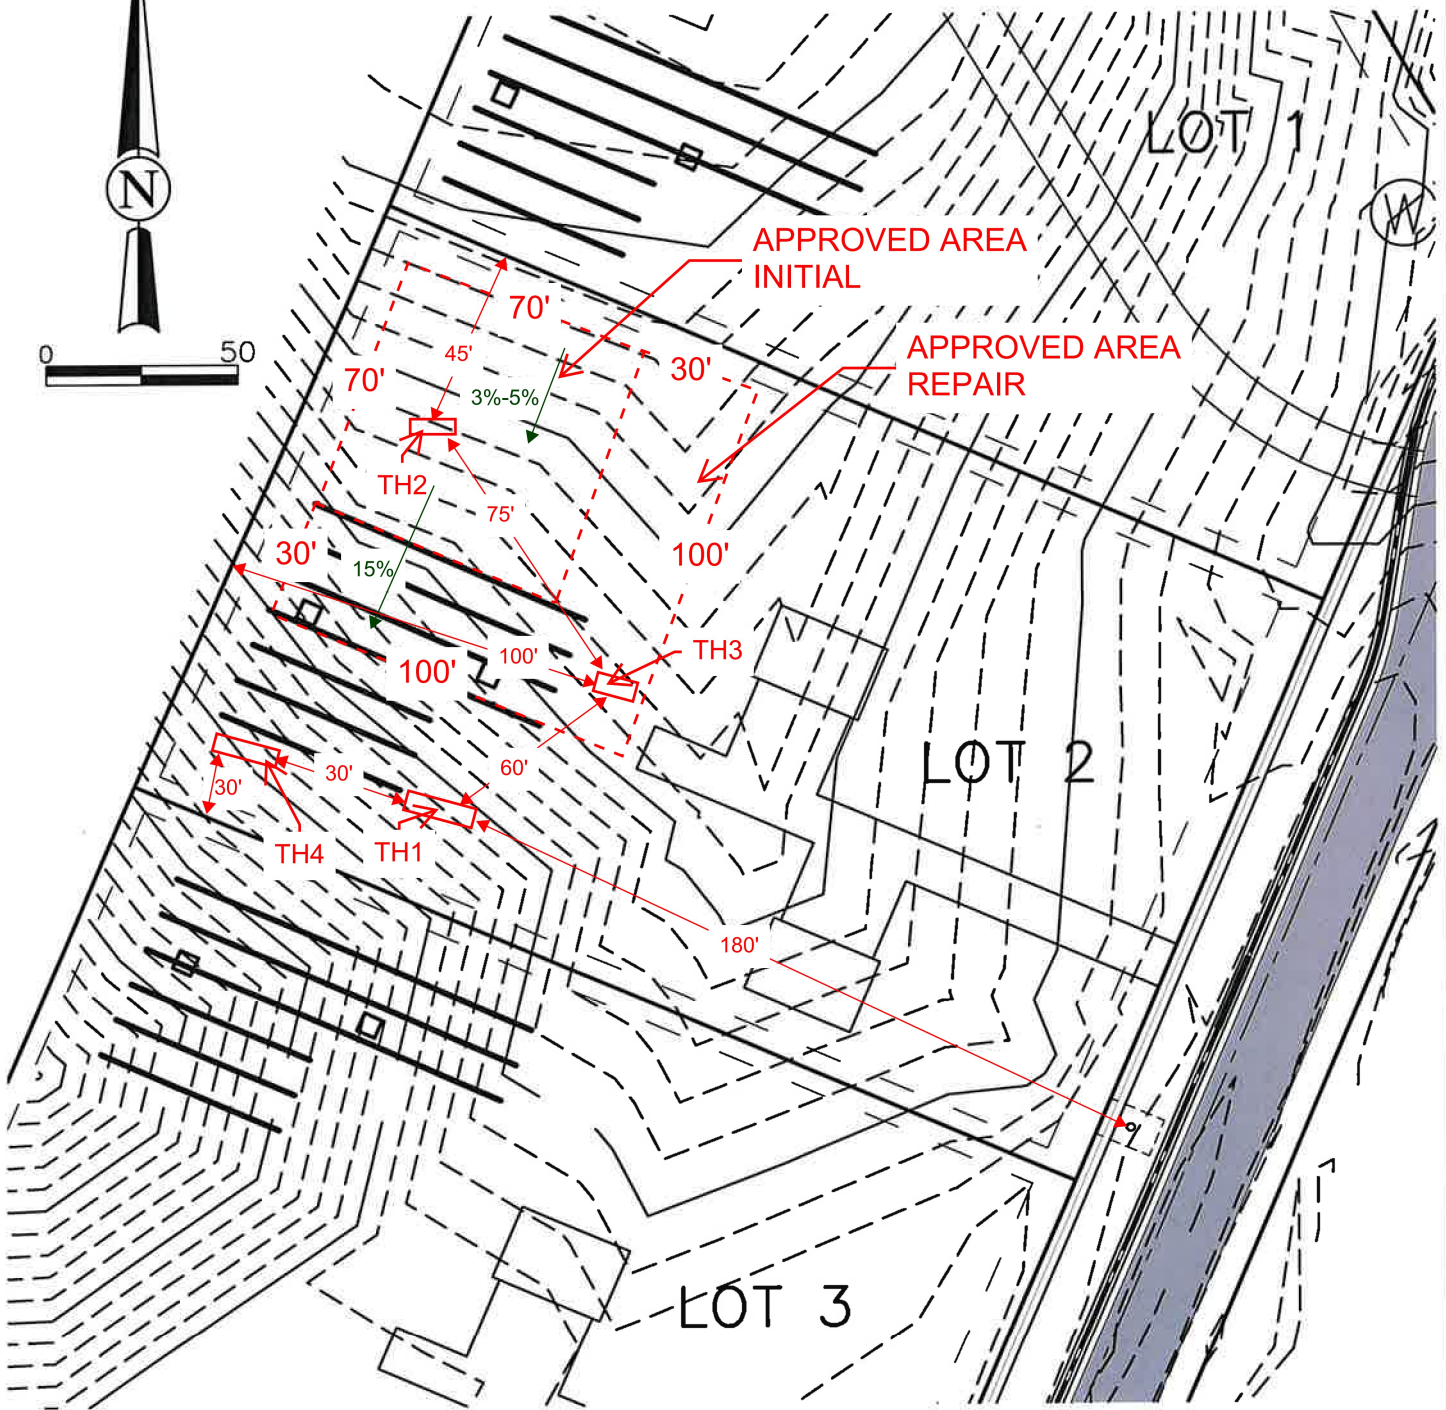 LOT 1
N
W
APPROVED AREA
INITIAL
70'
0 50
45'
APPROVED AREA
REPAIR
30'
70'
3%-5%
TH2
75'
30'
100'
15%
100'
TH3
100'
LOT 2
60'
30'
30'
TH4
TH1
180'
LOT 3